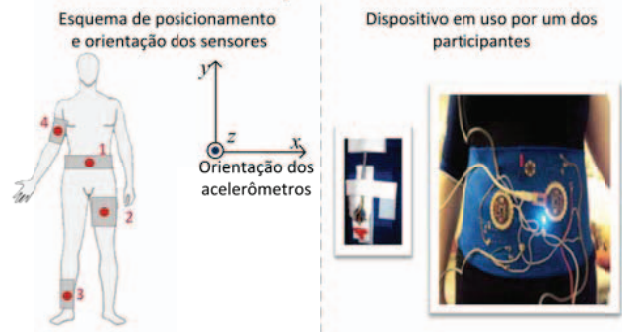 Esquema de posicionamento
e orientação dos sensores
4
1
2
3
y
z
x
Orientação dos
acelerômetros
Dispositivo em uso por um dos
participantes